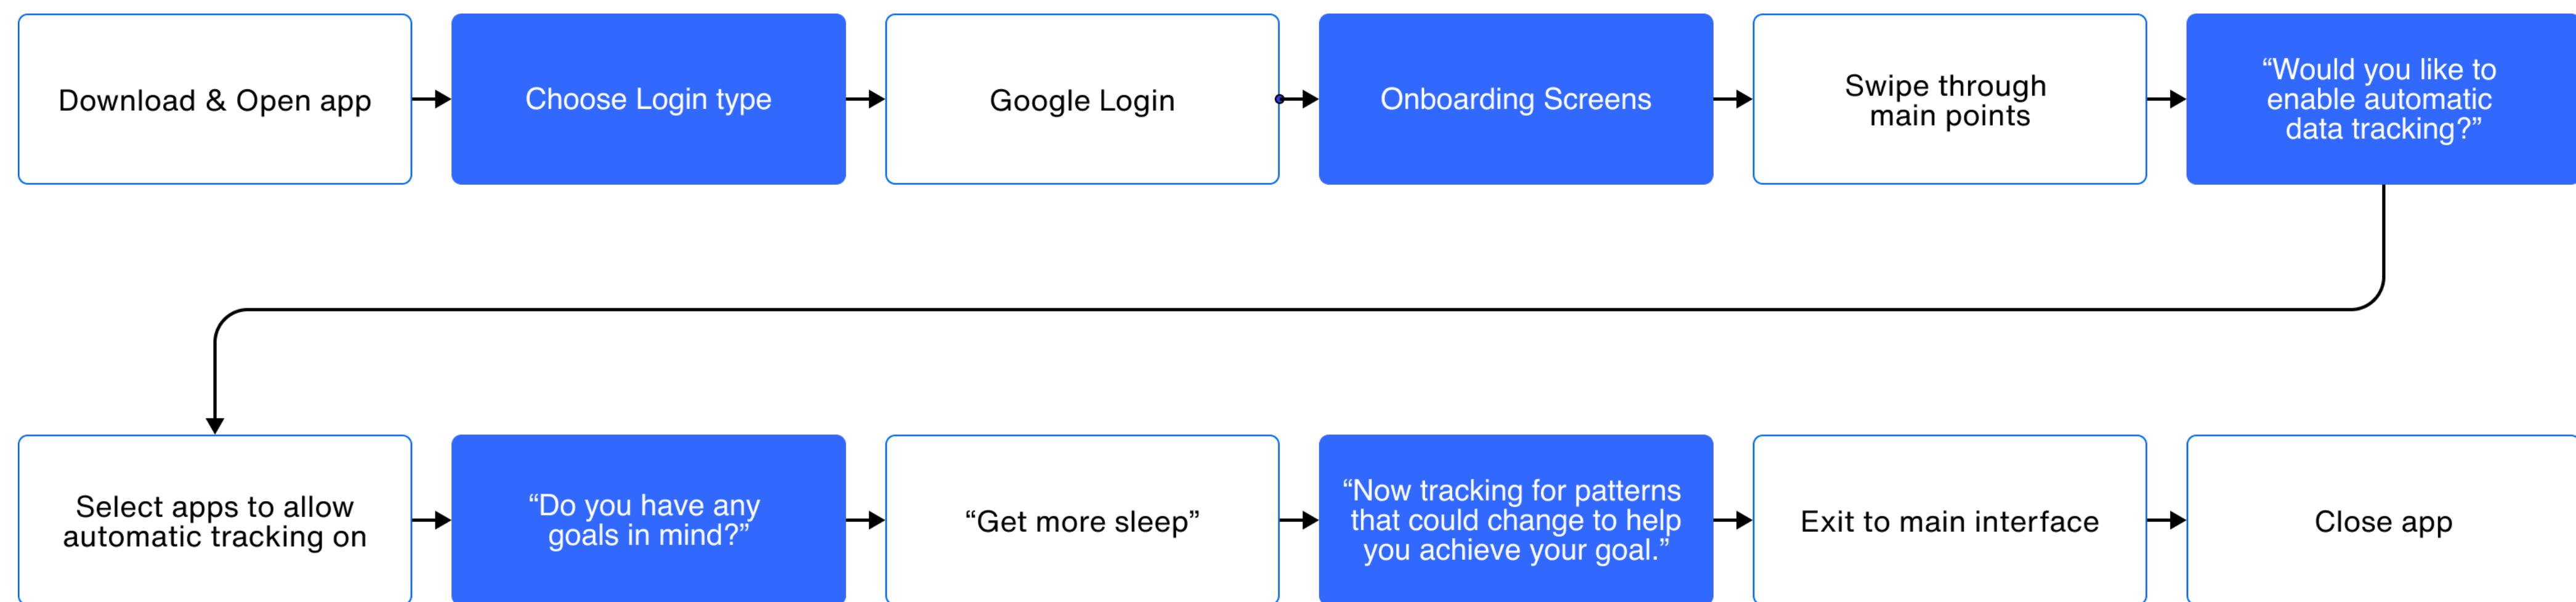 Download & Open app
Choose Login type
Google Login
Onboarding Screens
Swipe through
main points
“Would you like to
enable automatic
data tracking?”
Select apps to allow
automatic tracking on
“Do you have any
goals in mind?”
“Get more sleep”
“Now tracking for patterns
that could change to help
you achieve your goal.”
Exit to main interface
Close app